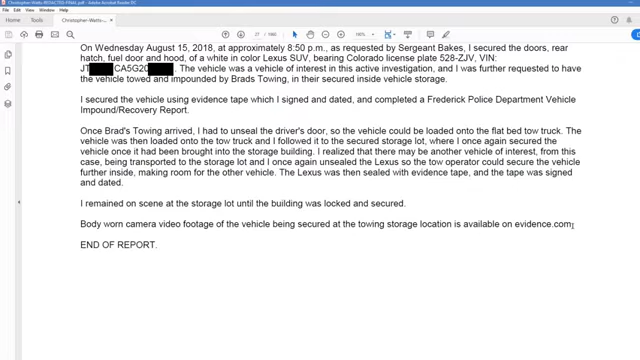 Christopher-Watts-REDACTED-FINAL.pdf - Adobe Acrobat Reader DC
File Edit View Window Help
Home Tools Christopher-Watts-... ×
27 / 1965
On Wednesday August 15, 2018, at approximately 8:50 p.m., as requested by Sergeant Bakes, I secured the doors, rear
hatch, fuel door and hood, of a white in color Lexus SUV, bearing Colorado license plate 528-ZJV, VIN:
JT CA5G20 . The vehicle was a vehicle of interest in this active investigation, and I was further requested to have
the vehicle towed and impounded by Brads Towing, in their secured inside vehicle storage.
I secured the vehicle using evidence tape which I signed and dated, and completed a Frederick Police Department Vehicle
Impound/Recovery Report.
Once Brad's Towing arrived, I had to unseal the driver's door, so the vehicle could be loaded onto the flat bed tow truck. The
vehicle was then loaded onto the tow truck and I followed it to the secured storage lot, where I once again secured the
vehicle once it had been brought into the storage building. I realized that there may be another vehicle of interest, from this
case, being transported to the storage lot and I once again unsealed the Lexus so the tow operator could secure the vehicle
further inside, making room for the other vehicle. The Lexus was then sealed with evidence tape, and the tape was signed
and dated.
I remained on scene at the storage lot until the building was locked and secured.
Body worn camera video footage of the vehicle being secured at the towing storage location is available on evidence.com
END OF REPORT.